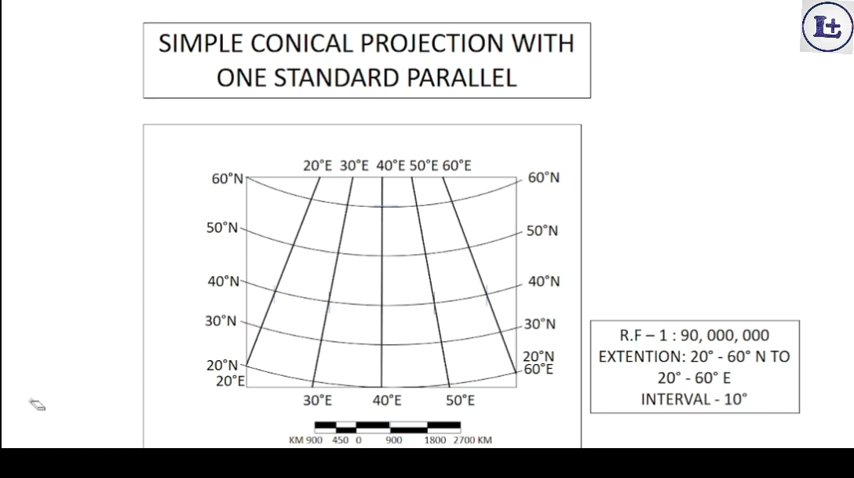 L+
SIMPLE CONICAL PROJECTION WITH
ONE STANDARD PARALLEL
20°E 30°E 40°E 50°E 60°E
60°N 60°N
50°N 50°N
40°N 40°N
30°N 30°N
20°N 20°N
20°E 60°E
30°E 40°E 50°E
KM 900 450 0 900 1800 2700 KM
R.F – 1 : 90, 000, 000
EXTENTION: 20° - 60° N TO
20° - 60° E
INTERVAL - 10°